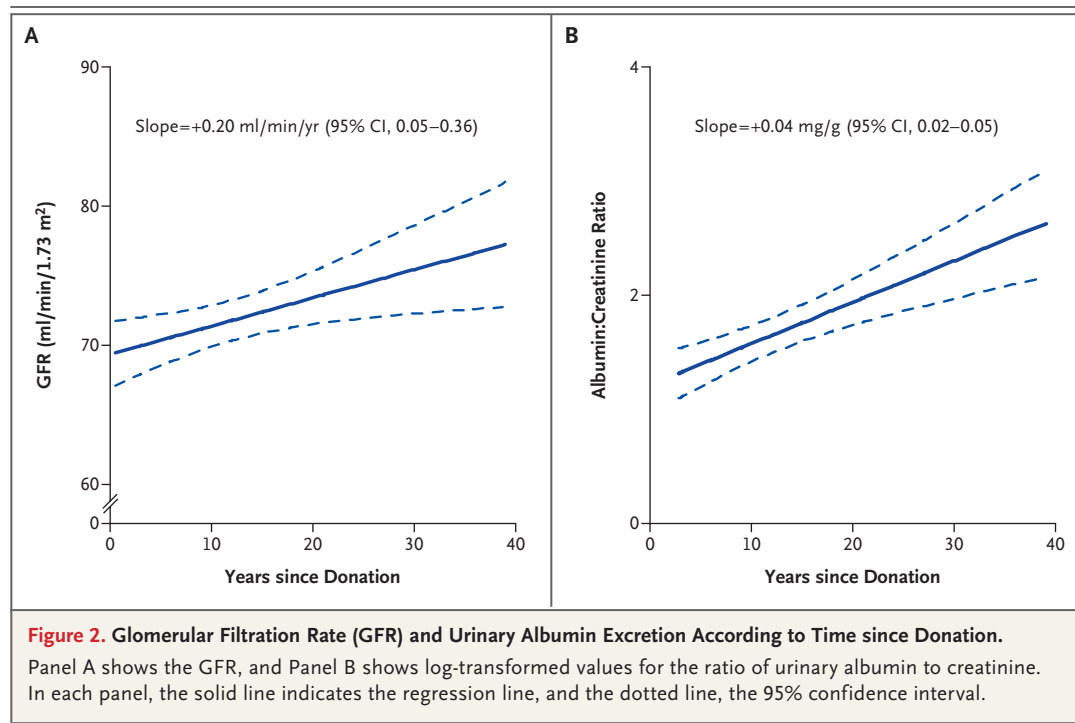 A
90
80
70
60
0
Slope=+0.20 ml/min/yr (95% CI, 0.05–0.36)
GFR (ml/min/1.73 m²)
0 10 20 30 40
Years since Donation
B
4
2
0
Slope=+0.04 mg/g (95% CI, 0.02–0.05)
Albumin:Creatinine Ratio
0 10 20 30 40
Years since Donation
Figure 2. Glomerular Filtration Rate (GFR) and Urinary Albumin Excretion According to Time since Donation.
Panel A shows the GFR, and Panel B shows log-transformed values for the ratio of urinary albumin to creatinine.
In each panel, the solid line indicates the regression line, and the dotted line, the 95% confidence interval.